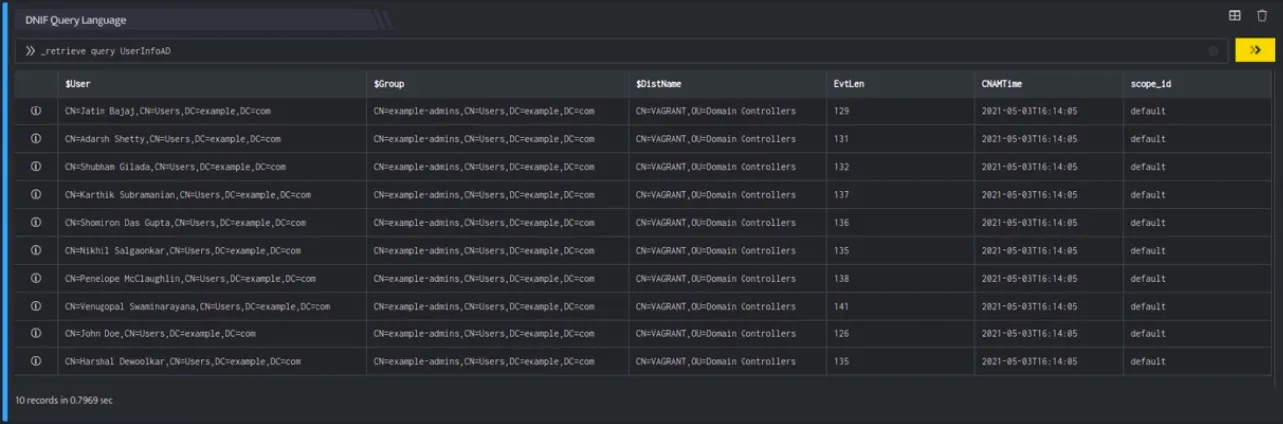 DNIF Query Language
_retrieve query UserInfoAD
$User $Group $DistName EvtLen CNAMTime scope_id
CN=Jatin Bajaj,CN=Users,DC=example,DC=com CN=example-admins,CN=Users,DC=example,DC=com CN=VAGRANT,OU=Domain Controllers 129 2021-05-03T16:14:05 default
CN=Adarsh Shetty,CN=Users,DC=example,DC=com CN=example-admins,CN=Users,DC=example,DC=com CN=VAGRANT,OU=Domain Controllers 131 2021-05-03T16:14:05 default
CN=Shubham Gilada,CN=Users,DC=example,DC=com CN=example-admins,CN=Users,DC=example,DC=com CN=VAGRANT,OU=Domain Controllers 132 2021-05-03T16:14:05 default
CN=Karthik Subramanian,CN=Users,DC=example,DC=com CN=example-admins,CN=Users,DC=example,DC=com CN=VAGRANT,OU=Domain Controllers 137 2021-05-03T16:14:05 default
CN=Shomiron Das Gupta,CN=Users,DC=example,DC=com CN=example-admins,CN=Users,DC=example,DC=com CN=VAGRANT,OU=Domain Controllers 136 2021-05-03T16:14:05 default
CN=Nikhil Salgaonkar,CN=Users,DC=example,DC=com CN=example-admins,CN=Users,DC=example,DC=com CN=VAGRANT,OU=Domain Controllers 135 2021-05-03T16:14:05 default
CN=Penelope McClaughlin,CN=Users,DC=example,DC=com CN=example-admins,CN=Users,DC=example,DC=com CN=VAGRANT,OU=Domain Controllers 138 2021-05-03T16:14:05 default
CN=Venugopal Swaminarayana,CN=Users,DC=example,DC=com CN=example-admins,CN=Users,DC=example,DC=com CN=VAGRANT,OU=Domain Controllers 141 2021-05-03T16:14:05 default
CN=John Doe,CN=Users,DC=example,DC=com CN=example-admins,CN=Users,DC=example,DC=com CN=VAGRANT,OU=Domain Controllers 126 2021-05-03T16:14:05 default
CN=Harshal Dewoolkar,CN=Users,DC=example,DC=com CN=example-admins,CN=Users,DC=example,DC=com CN=VAGRANT,OU=Domain Controllers 135 2021-05-03T16:14:05 default
10 records in 0.7969 sec